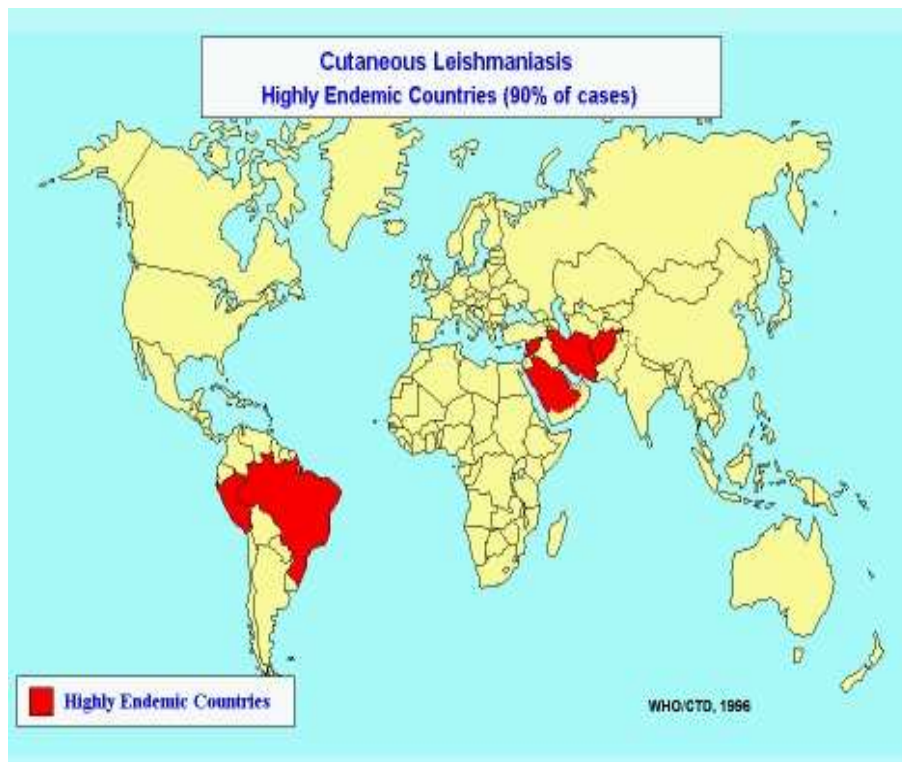 Cutaneous Leishmaniasis
Highly Endemic Countries (90% of cases)
Highly Endemic Countries
WHO/CTD, 1996